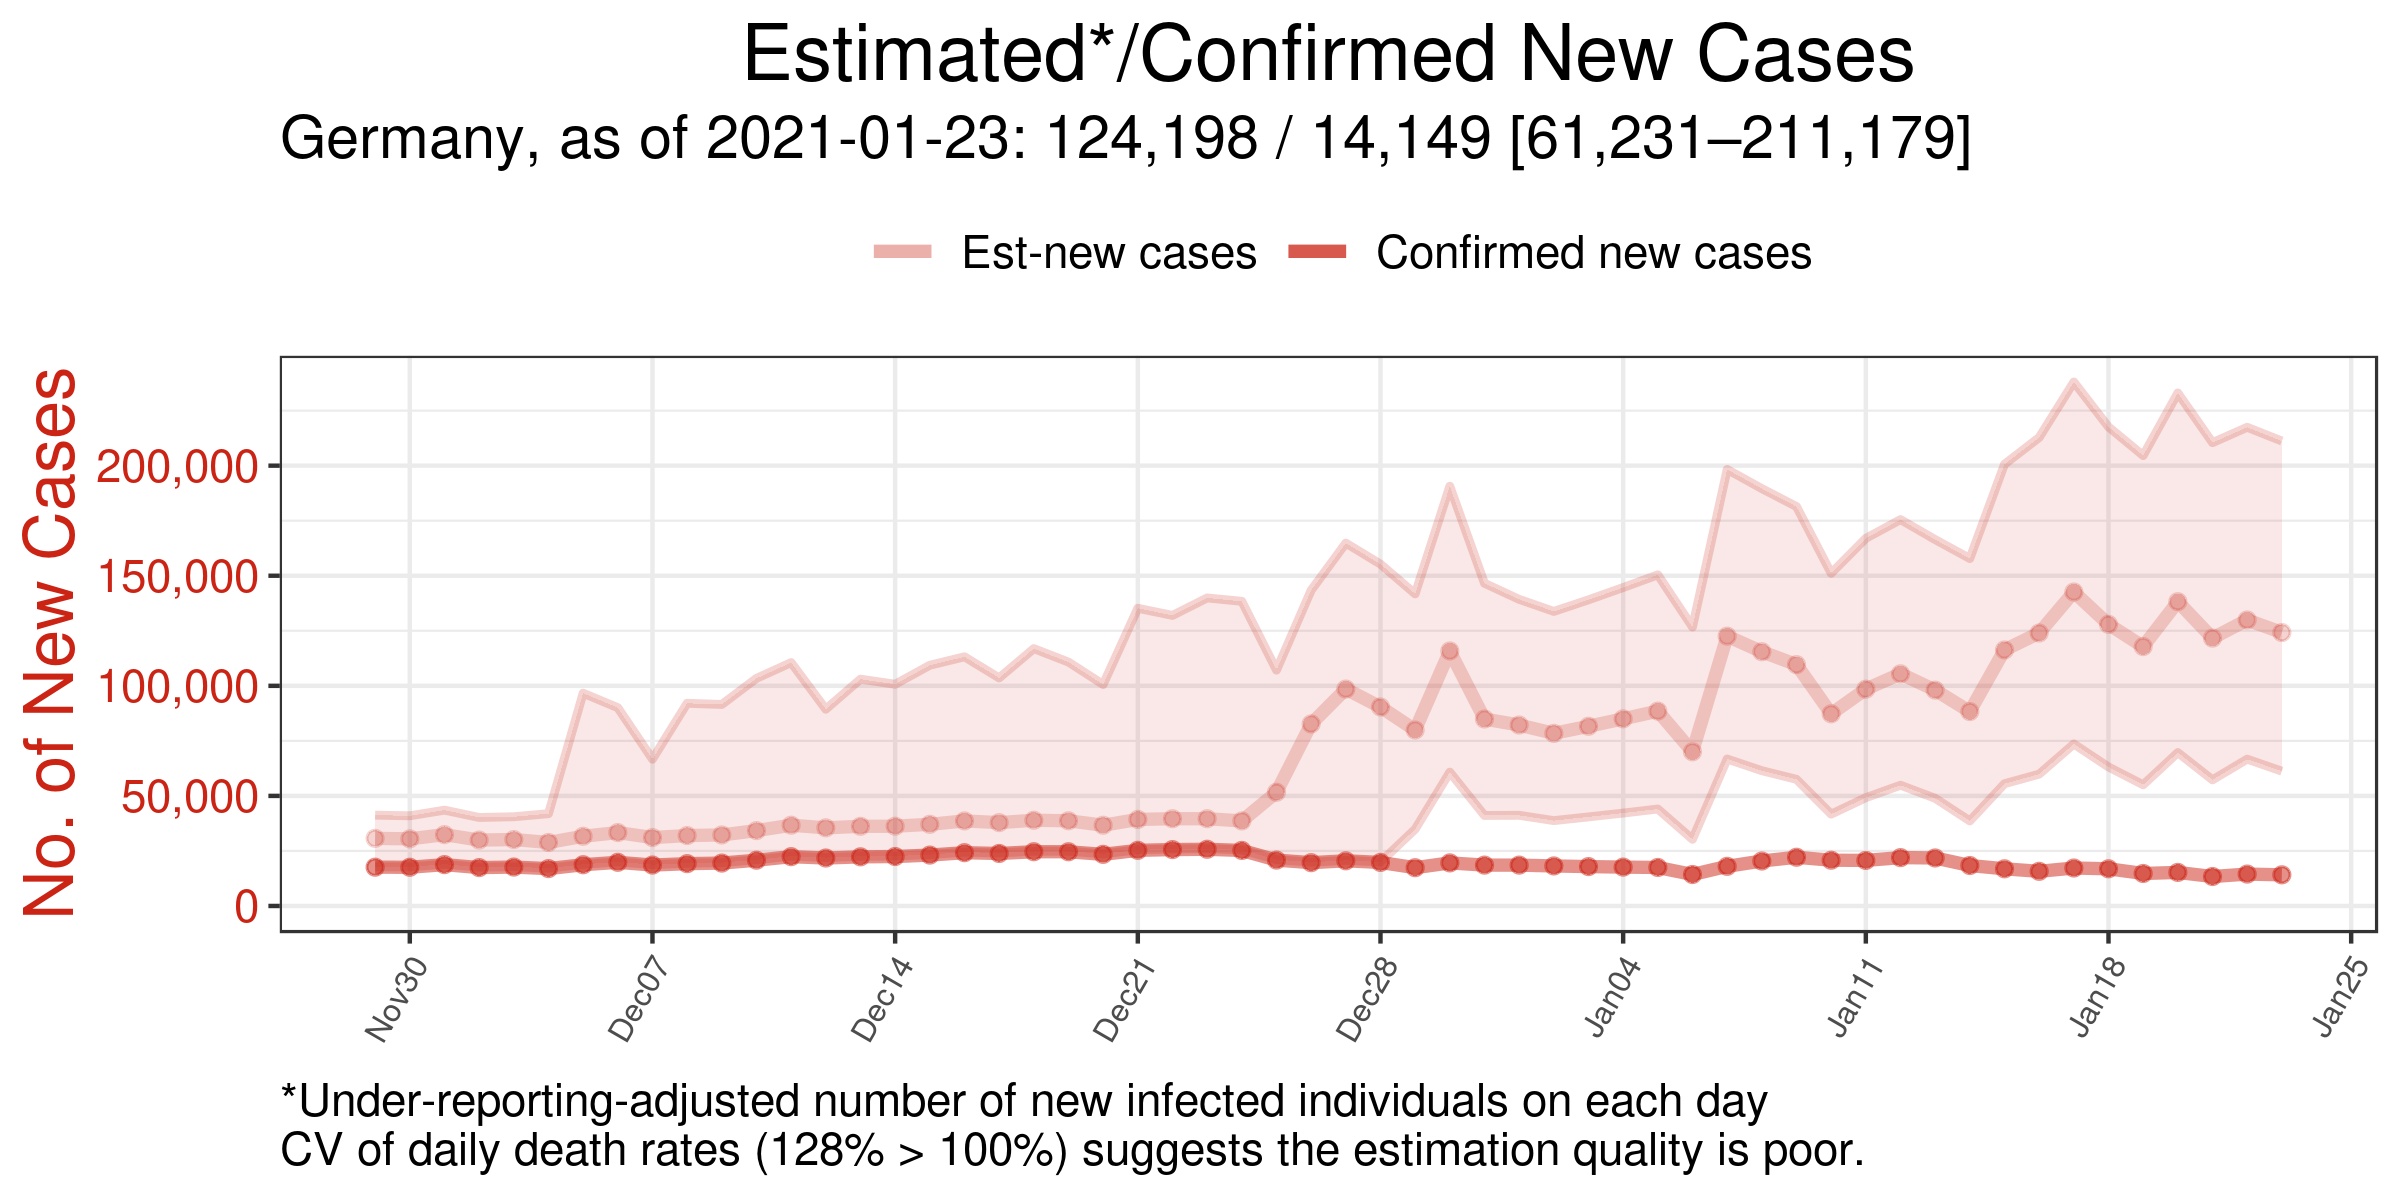 Estimated*/Confirmed New Cases
Germany, as of 2021-01-23: 124,198 / 14,149 [61,231–211,179]
Est-new cases
Confirmed new cases
No. of New Cases
200,000
150,000
100,000
50,000
0
Nov30
Dec07
Dec14
Dec21
Dec28
Jan04
Jan11
Jan18
Jan25
*Under-reporting-adjusted number of new infected individuals on each day
CV of daily death rates (128% > 100%) suggests the estimation quality is poor.